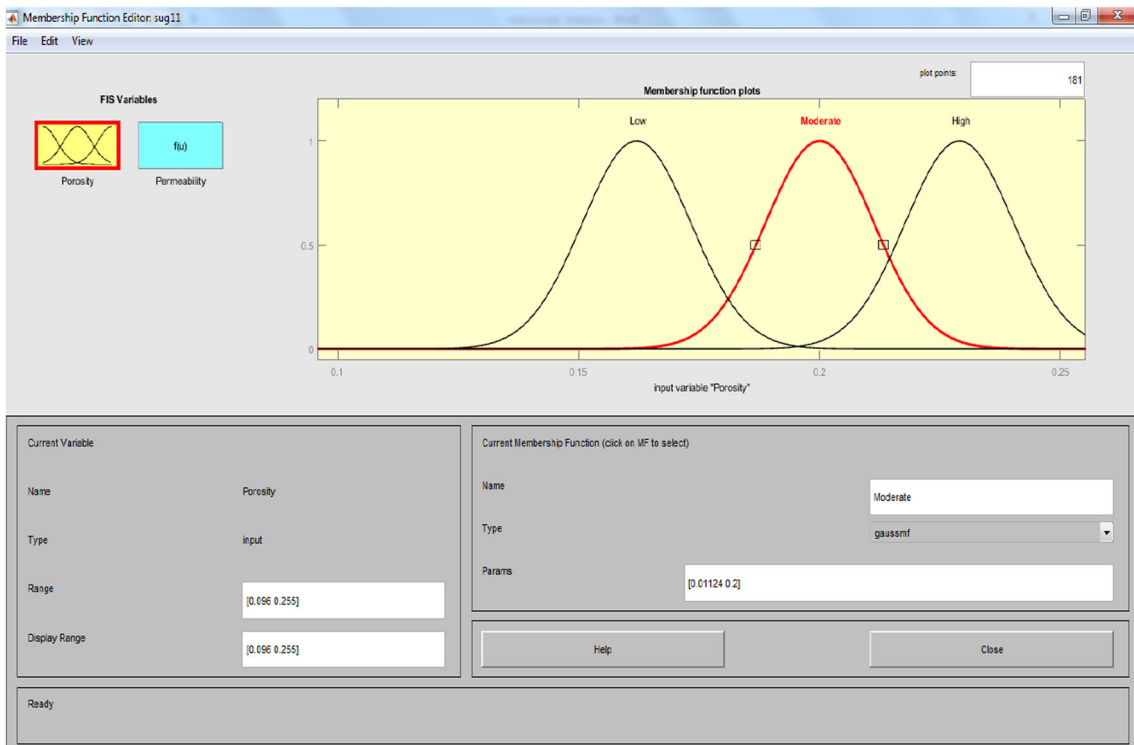 Membership Function Editor: sug11
File Edit View
FIS Variables
f(u)
Porosity Permeability
plot points: 181
Membership function plots
Low Moderate High
1
0.5
0
0.1 0.15 0.2 0.25
input variable "Porosity"
Current Variable
Name Porosity
Type input
Range [0.096 0.255]
Display Range [0.096 0.255]
Current Membership Function (click on MF to select)
Name Moderate
Type gaussmf
Params [0.01124 0.2]
Help Close
Ready